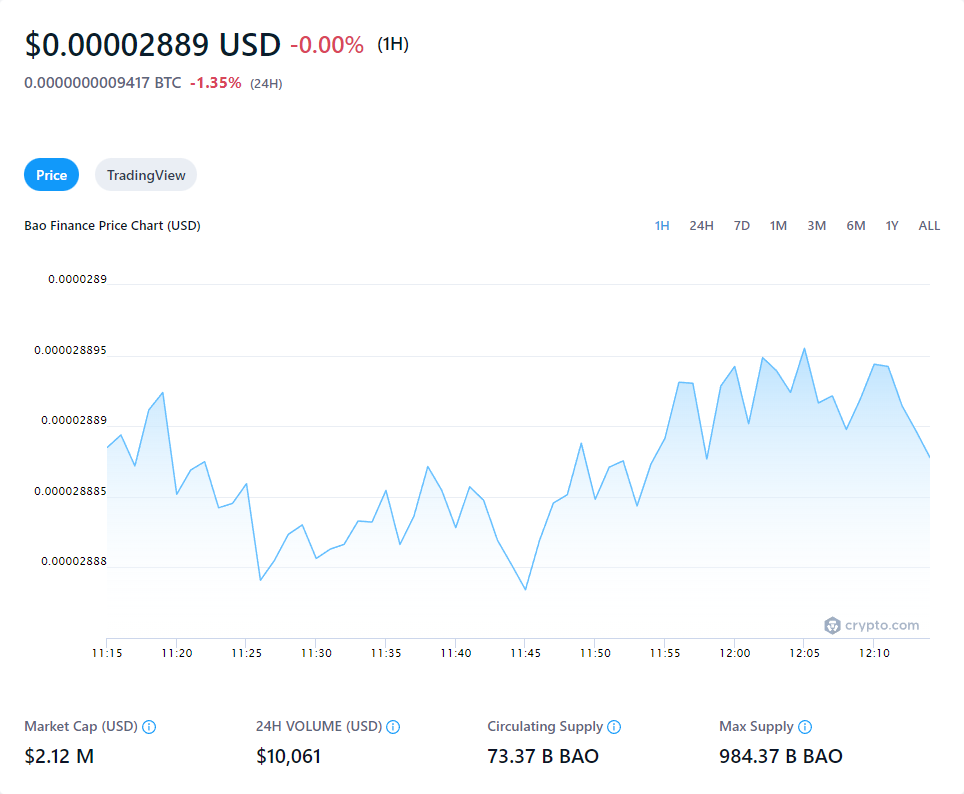 $0.00002889 USD -0.00% (1H)
0.0000000009417 BTC -1.35% (24H)
Price TradingView
Bao Finance Price Chart (USD) 1H 24H 7D 1M 3M 6M 1Y ALL
0.0000289
0.000028895
0.00002889
0.000028885
0.00002888
crypto.com
11:15 11:20 11:25 11:30 11:35 11:40 11:45 11:50 11:55 12:00 12:05 12:10
Market Cap (USD) 24H VOLUME (USD) Circulating Supply Max Supply
$2.12 M $10,061 73.37 B BAO 984.37 B BAO